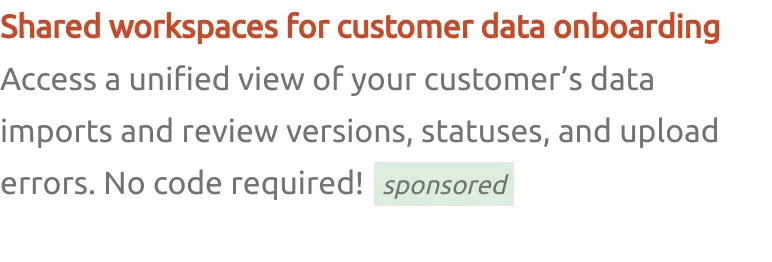 Shared workspaces for customer data onboarding
Access a unified view of your customer’s data
imports and review versions, statuses, and upload
errors. No code required! sponsored